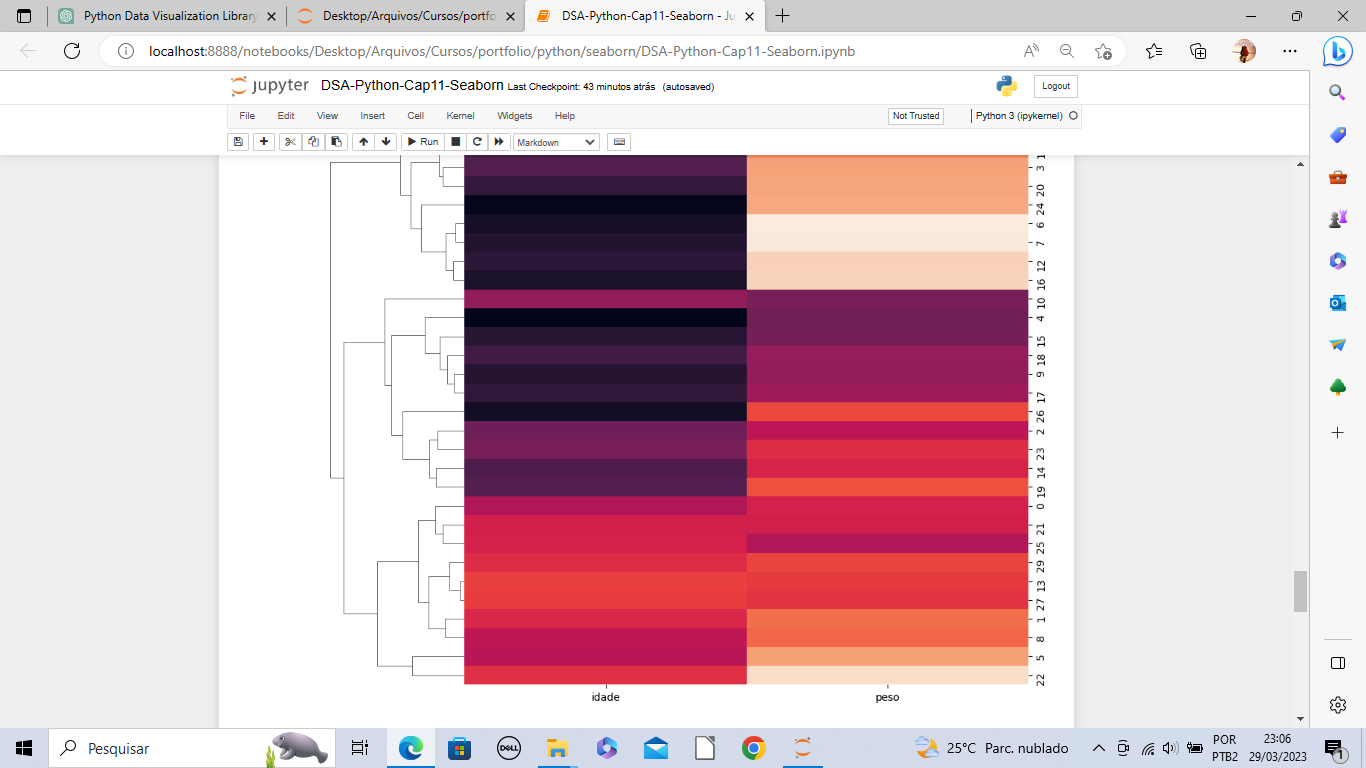 Python Data Visualization Library
Desktop/Arquivos/Cursos/portfo
DSA-Python-Cap11-Seaborn - Ju
localhost:8888/notebooks/Desktop/Arquivos/Cursos/portfolio/python/seaborn/DSA-Python-Cap11-Seaborn.ipynb
jupyter DSA-Python-Cap11-Seaborn Last Checkpoint: 43 minutos atrás (autosaved)
Logout
File Edit View Insert Cell Kernel Widgets Help
Not Trusted
Python 3 (ipykernel)
Run
Markdown
3
20
24
6
7
12
16
10
4
15
18
9
17
26
2
23
14
19
0
21
25
29
13
27
1
8
5
22
idade peso
Pesquisar
DELL
25°C Parc. nublado
POR
PTB2
23:06
29/03/2023
1